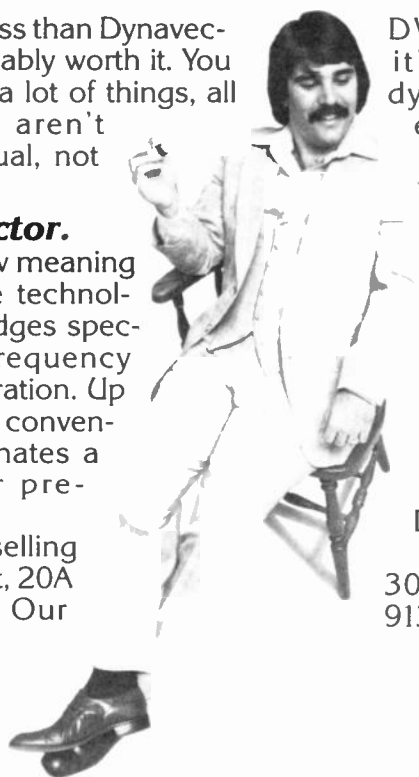 ss than Dynavec-
ably worth it. You
a lot of things, all
aren't
ual, not
ctor.
w meaning
e technol-
dges spec-
requency
ration. Up
conven-
nates a
r pre-
selling
t, 20A
Our
DV
it'
dy
e
D
30
913